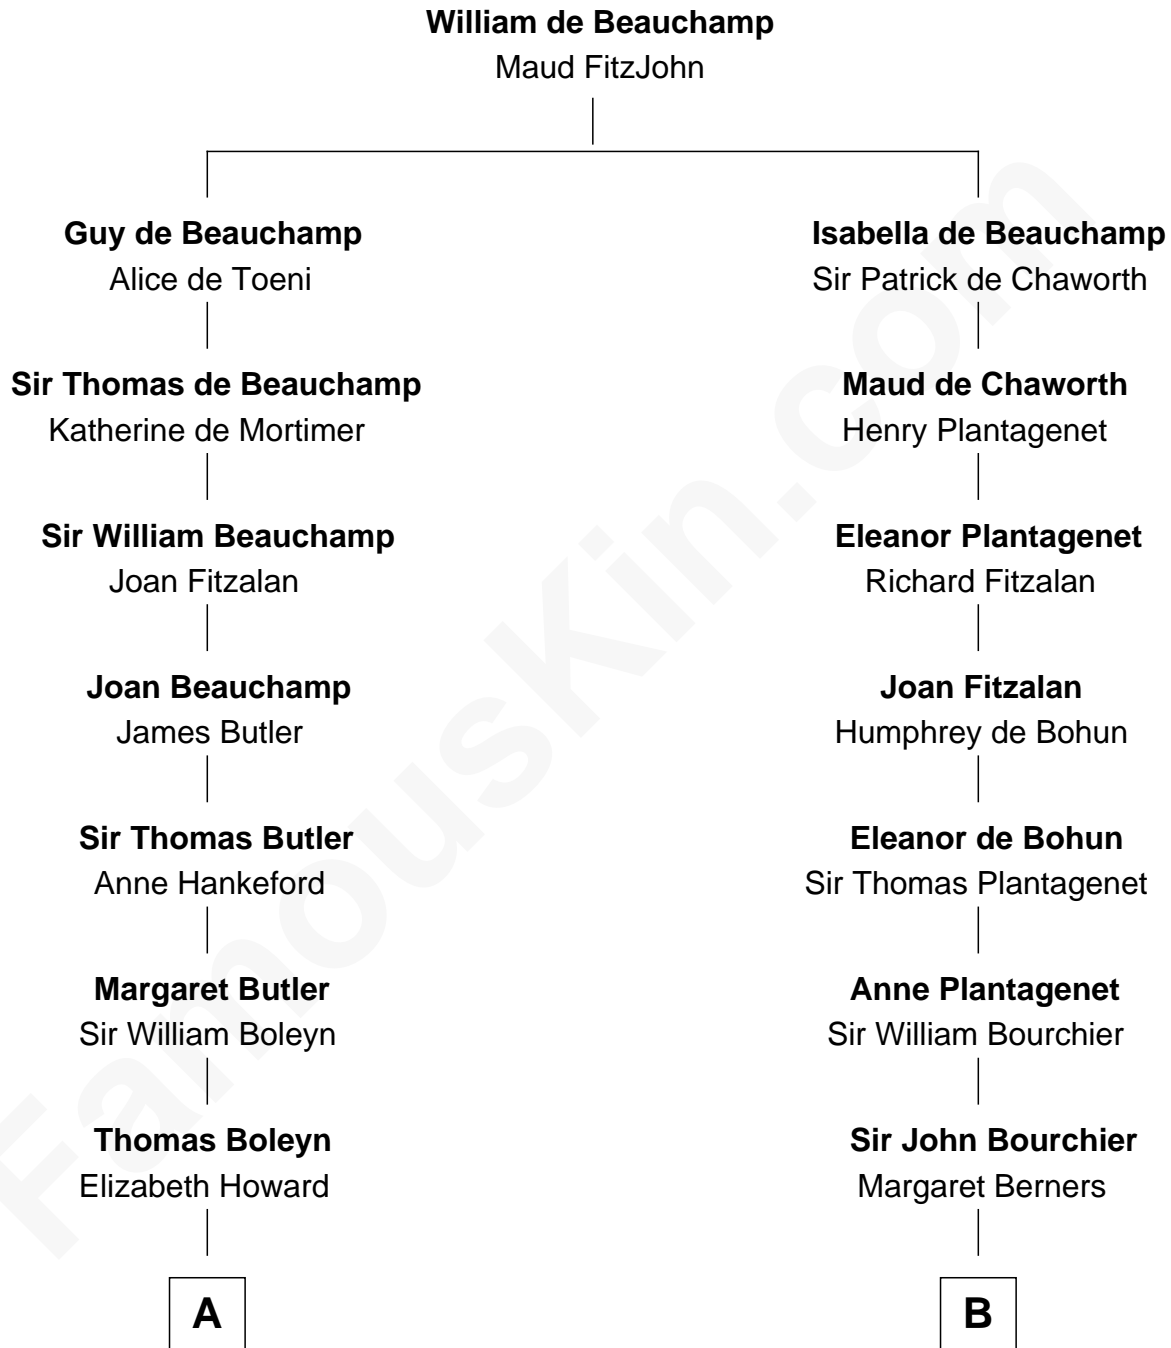 William de Beauchamp
Maud FitzJohn
Guy de Beauchamp
Alice de Toeni
Isabella de Beauchamp
Sir Patrick de Chaworth
Sir Thomas de Beauchamp
Katherine de Mortimer
Maud de Chaworth
Henry Plantagenet
Sir William Beauchamp
Joan Fitzalan
Eleanor Plantagenet
Richard Fitzalan
Joan Beauchamp
James Butler
Joan Fitzalan
Humphrey de Bohun
Sir Thomas Butler
Anne Hankeford
Eleanor de Bohun
Sir Thomas Plantagenet
Margaret Butler
Sir William Boleyn
Anne Plantagenet
Sir William Bourchier
Thomas Boleyn
Elizabeth Howard
Sir John Bourchier
Margaret Berners
A
B
FamousKin.com